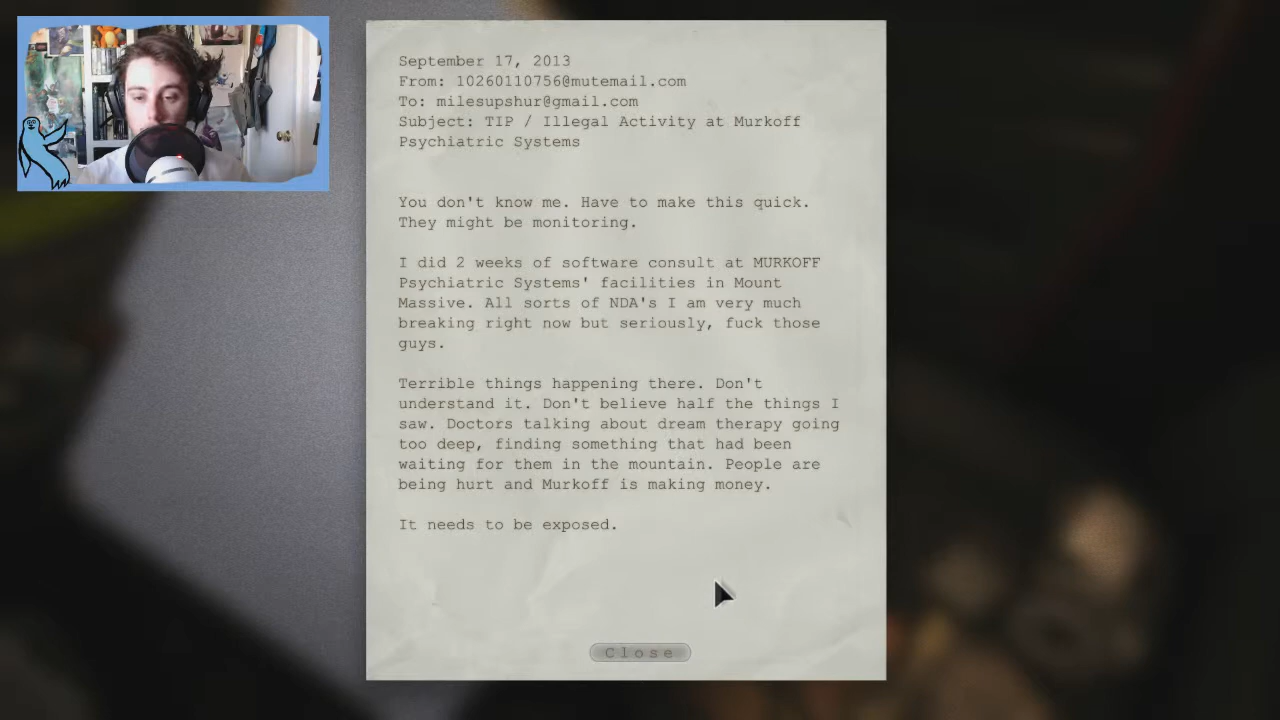 September 17, 2013
From: 10260110756@mutemail.com
To: milesupshur@gmail.com
Subject: TIP / Illegal Activity at Murkoff
Psychiatric Systems
You don't know me. Have to make this quick.
They might be monitoring.
I did 2 weeks of software consult at MURKOFF
Psychiatric Systems' facilities in Mount
Massive. All sorts of NDA's I am very much
breaking right now but seriously, fuck those
guys.
Terrible things happening there. Don't
understand it. Don't believe half the things I
saw. Doctors talking about dream therapy going
too deep, finding something that had been
waiting for them in the mountain. People are
being hurt and Murkoff is making money.
It needs to be exposed.
Close